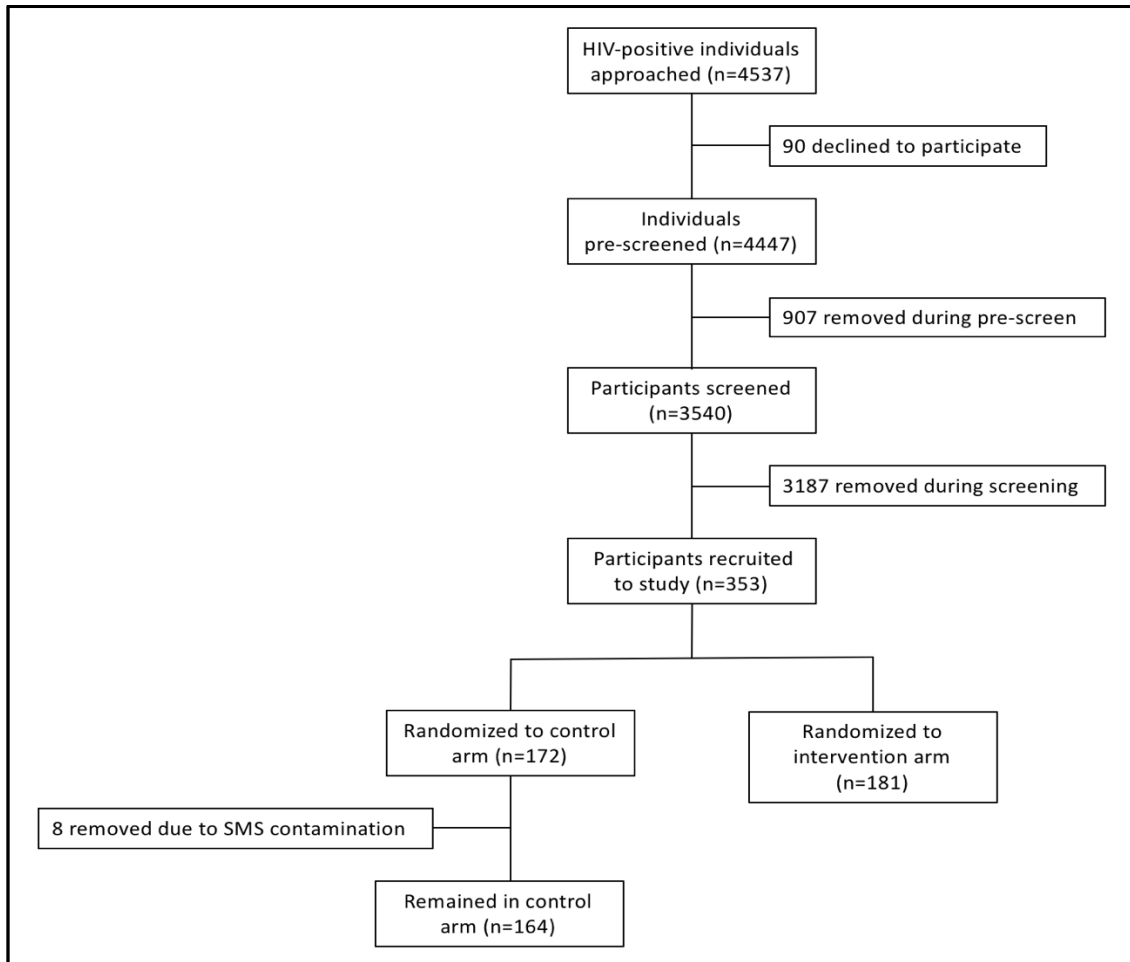 HIV-positive individuals
approached (n=4537)
90 declined to participate
Individuals
pre-screened (n=4447)
907 removed during pre-screen
Participants screened
(n=3540)
3187 removed during screening
Participants recruited
to study (n=353)
Randomized to control
arm (n=172)
Randomized to
intervention arm
(n=181)
8 removed due to SMS contamination
Remained in control
arm (n=164)